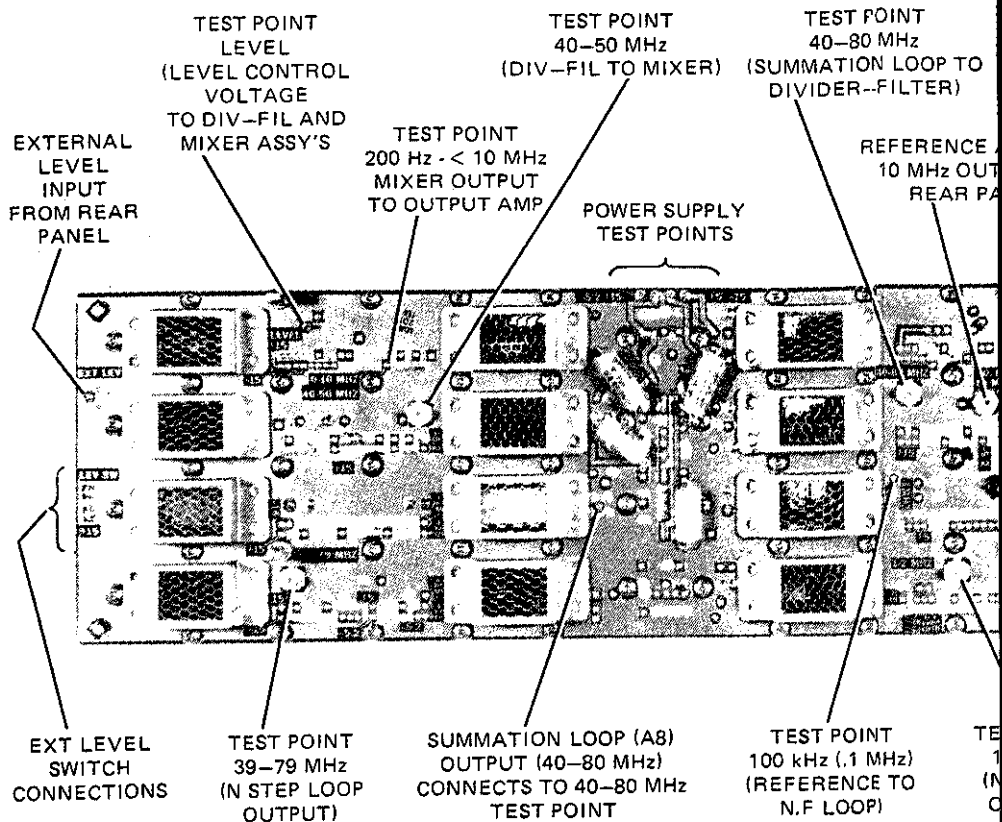 TEST POINT
LEVEL
(LEVEL CONTROL
VOLTAGE
TO DIV–FIL AND
MIXER ASSY'S
TEST POINT
40–50 MHz
(DIV–FIL TO MIXER)
TEST POINT
40–80 MHz
(SUMMATION LOOP TO
DIVIDER--FILTER)
EXTERNAL
LEVEL
INPUT
FROM REAR
PANEL
TEST POINT
200 Hz - < 10 MHz
MIXER OUTPUT
TO OUTPUT AMP
POWER SUPPLY
TEST POINTS
REFERENCE
10 MHz OUT
REAR PA
EXT LEVEL
SWITCH
CONNECTIONS
TEST POINT
39–79 MHz
(N STEP LOOP
OUTPUT)
SUMMATION LOOP (A8)
OUTPUT (40–80 MHz)
CONNECTS TO 40–80 MHz
TEST POINT
TEST POINT
100 kHz (.1 MHz)
(REFERENCE TO
N.F LOOP)
TE
1
(N